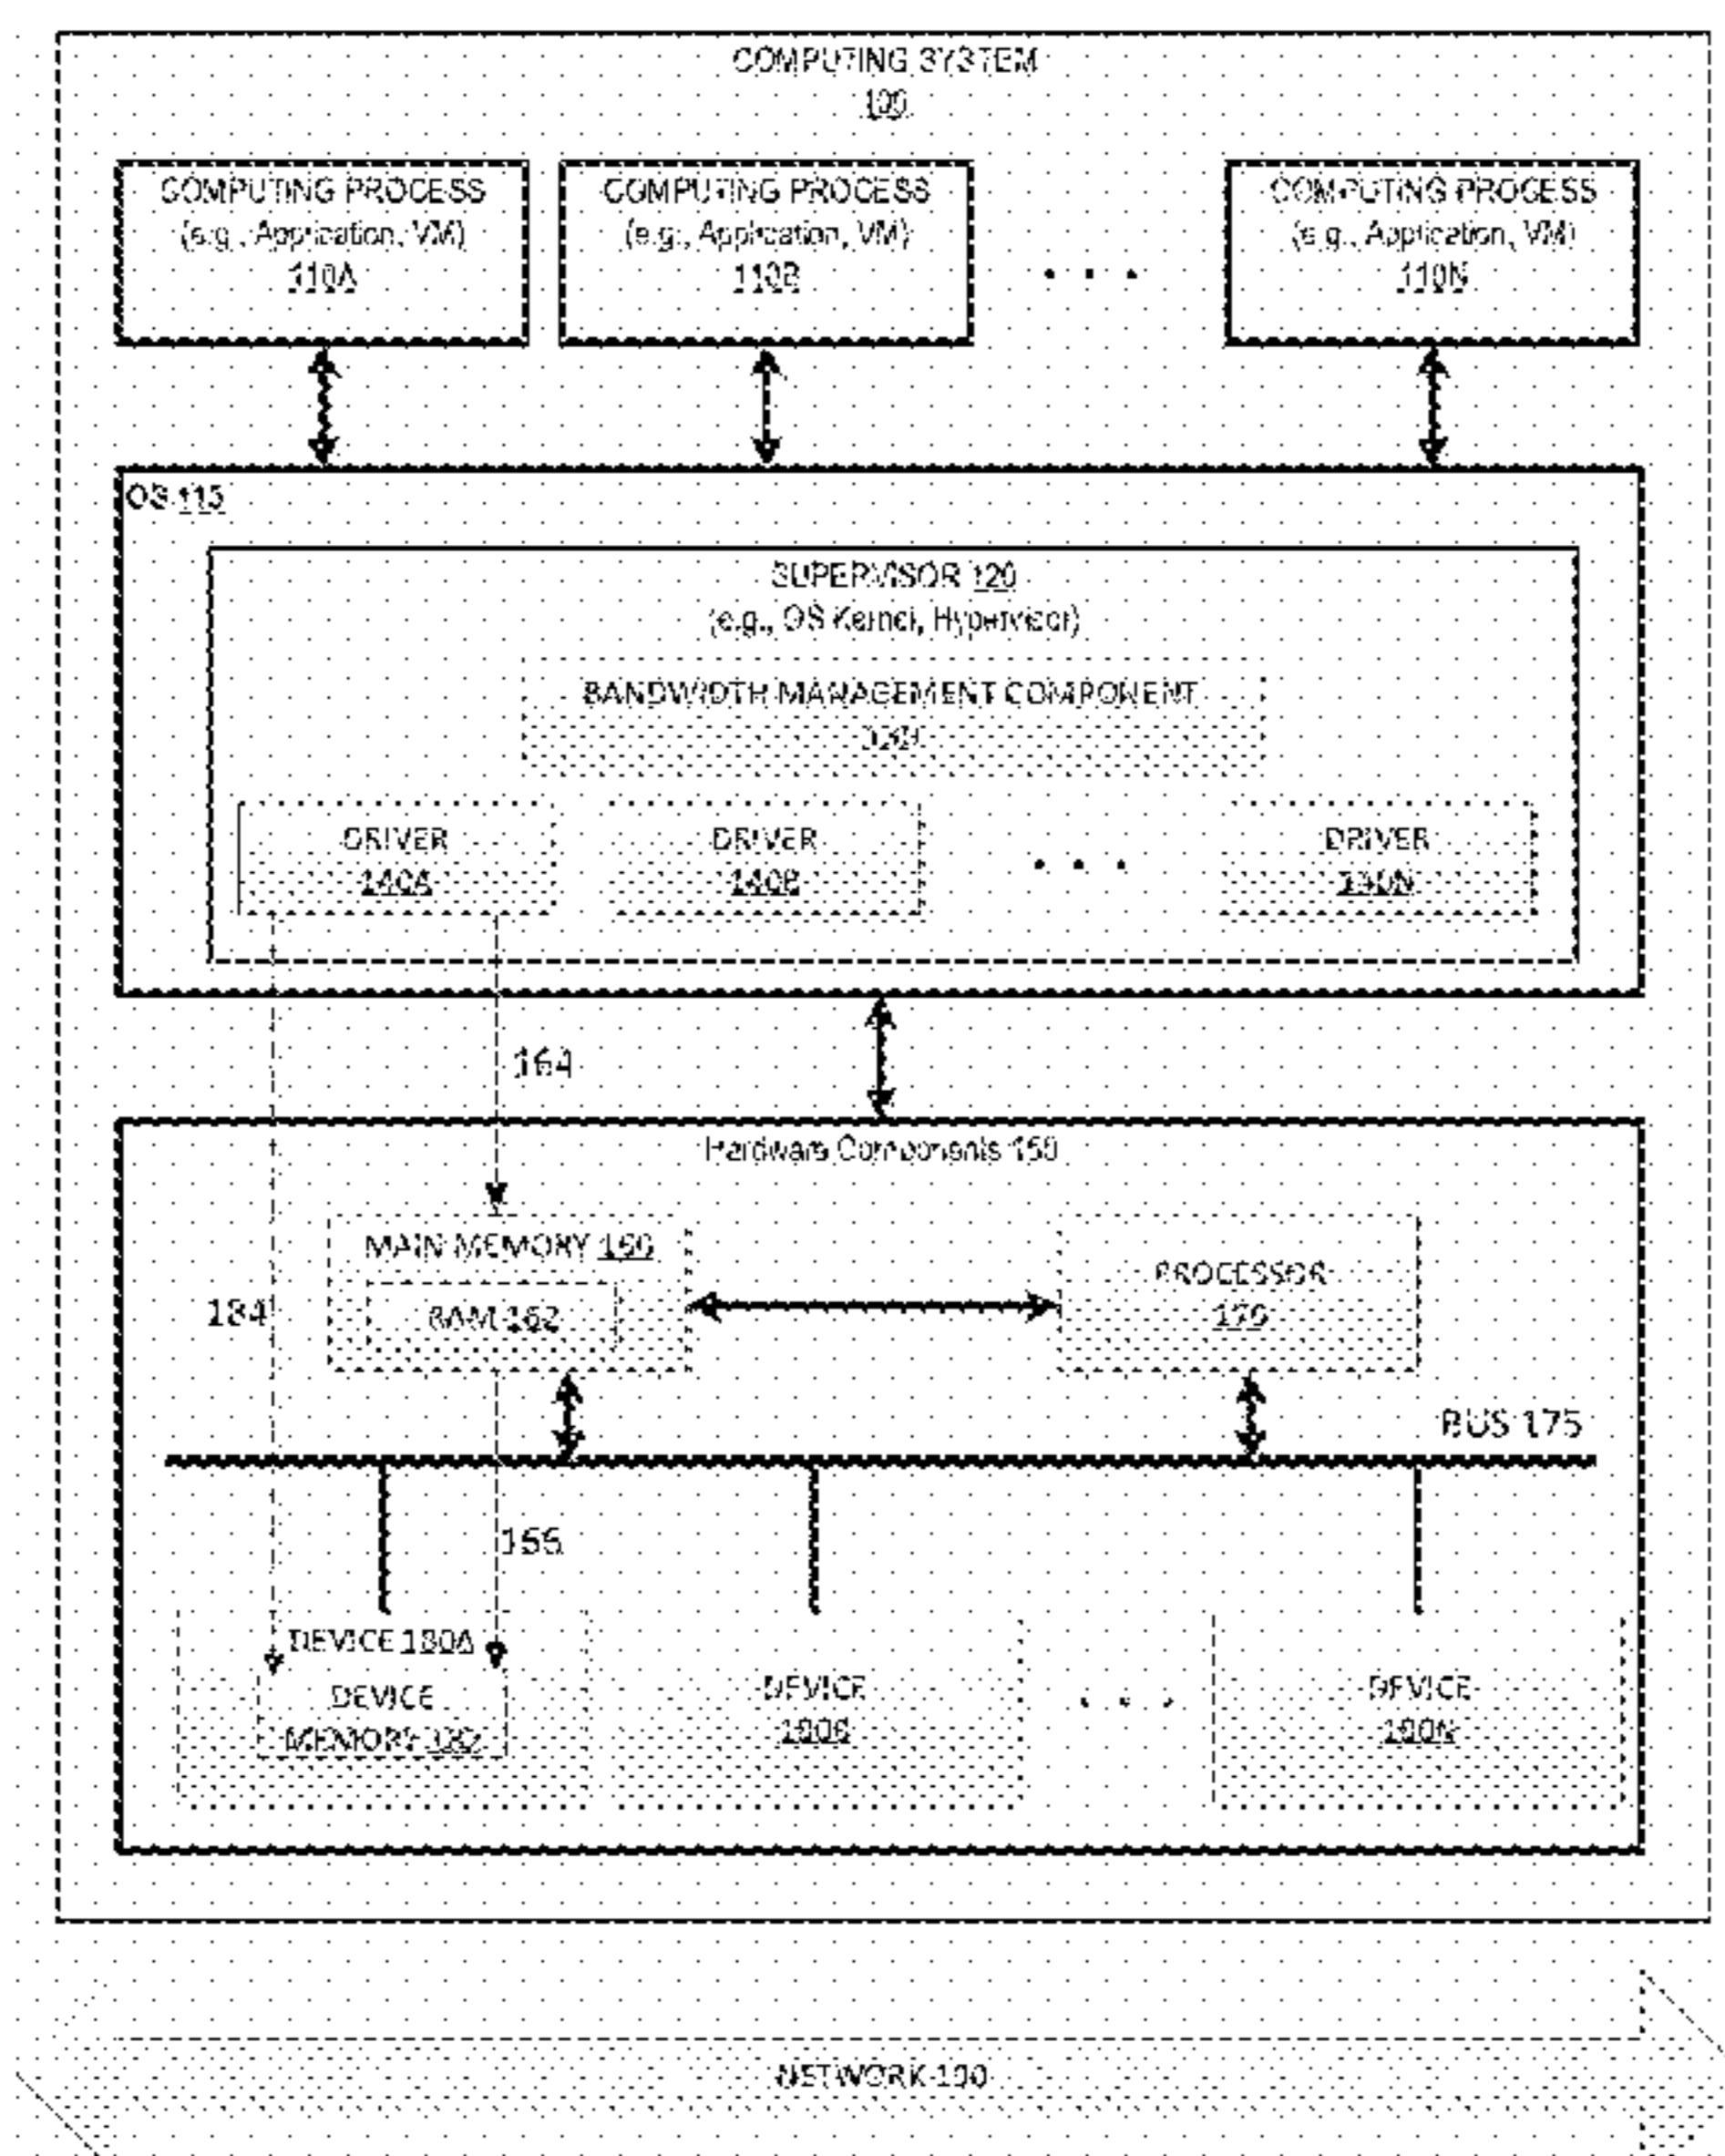 COMPUTING SYSTEM
100
COMPUTING PROCESS
(e.g., Application, VM)
110A
COMPUTING PROCESS
(e.g., Application, VM)
110B
. . .
COMPUTING PROCESS
(e.g., Application, VM)
110N
OS 115
SUPERVISOR 120
(e.g., OS Kernel, Hypervisor)
BANDWIDTH MANAGEMENT COMPONENT
130
DRIVER
140A
DRIVER
140B
. . .
DRIVER
140N
164
Hardware Components 150
MAIN MEMORY 160
RAM 162
PROCESSOR
170
184
BUS 175
166
DEVICE 180A
DEVICE
MEMORY 182
DEVICE
180B
. . .
DEVICE
180N
NETWORK 190